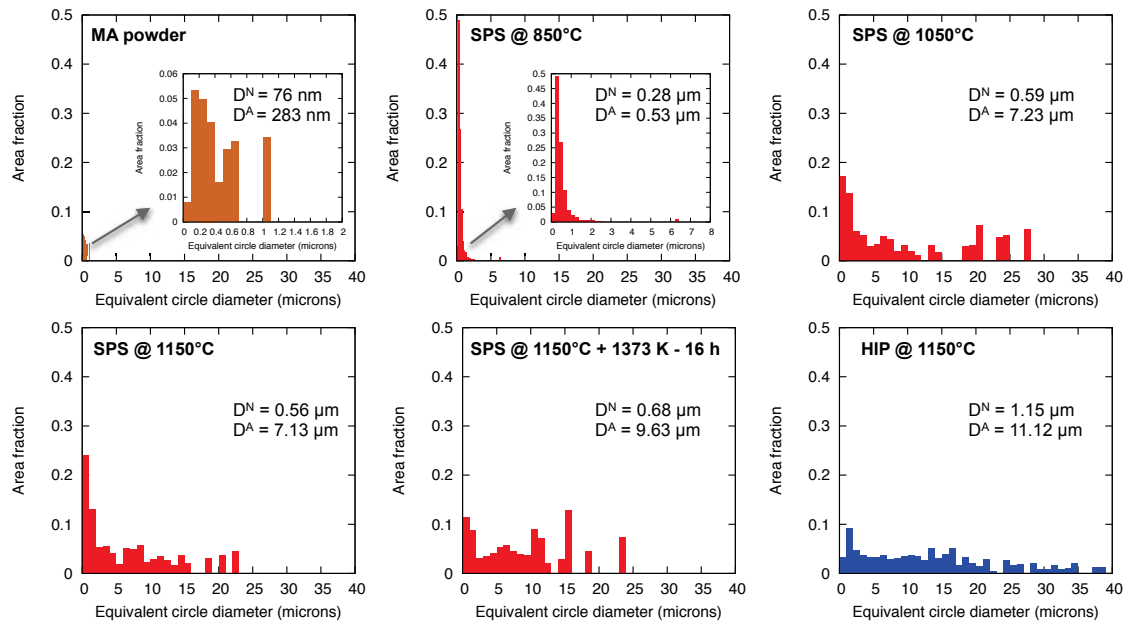 MA powder
0.5
0.4
0.3
0.2
0.1
0
Area fraction
0 5 10 15 20 25 30 35 40
Equivalent circle diameter (microns)
0.06
0.05
0.04
0.03
0.02
0.01
0
Area fraction
0 0.2 0.4 0.6 0.8 1 1.2 1.4 1.6 1.8 2
Equivalent circle diameter (microns)
D^N = 76 nm
D^A = 283 nm
SPS @ 850°C
0.5
0.4
0.3
0.2
0.1
0
Area fraction
0 5 10 15 20 25 30 35 40
Equivalent circle diameter (microns)
0.5
0.45
0.4
0.35
0.3
0.25
0.2
0.15
0.1
0.05
0
Area fraction
0 1 2 3 4 5 6 7 8
Equivalent circle diameter (microns)
D^N = 0.28 µm
D^A = 0.53 µm
SPS @ 1050°C
0.5
0.4
0.3
0.2
0.1
0
Area fraction
0 5 10 15 20 25 30 35 40
Equivalent circle diameter (microns)
D^N = 0.59 µm
D^A = 7.23 µm
SPS @ 1150°C
0.5
0.4
0.3
0.2
0.1
0
Area fraction
0 5 10 15 20 25 30 35 40
Equivalent circle diameter (microns)
D^N = 0.56 µm
D^A = 7.13 µm
SPS @ 1150°C + 1373 K - 16 h
0.5
0.4
0.3
0.2
0.1
0
Area fraction
0 5 10 15 20 25 30 35 40
Equivalent circle diameter (microns)
D^N = 0.68 µm
D^A = 9.63 µm
HIP @ 1150°C
0.5
0.4
0.3
0.2
0.1
0
Area fraction
0 5 10 15 20 25 30 35 40
Equivalent circle diameter (microns)
D^N = 1.15 µm
D^A = 11.12 µm